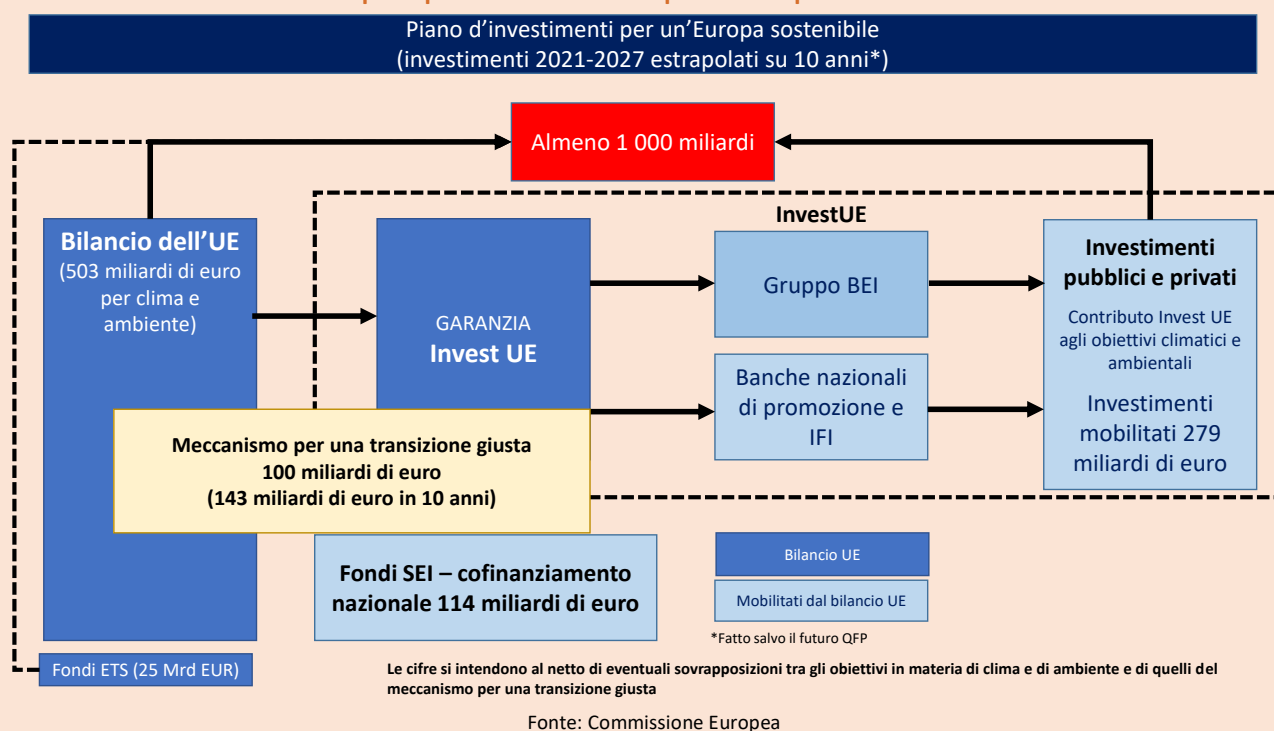 Piano d’investimenti per un’Europa sostenibile
(investimenti 2021-2027 estrapolati su 10 anni*)
Almeno 1 000 miliardi
InvestUE
Bilancio dell’UE
(503 miliardi di euro
per clima e
ambiente)
GARANZIA
Invest UE
Gruppo BEI
Banche nazionali
di promozione e
IFI
Investimenti
pubblici e privati
Contributo Invest UE
agli obiettivi climatici e
ambientali
Investimenti
mobilitati 279
miliardi di euro
Meccanismo per una transizione giusta
100 miliardi di euro
(143 miliardi di euro in 10 anni)
Fondi SEI – cofinanziamento
nazionale 114 miliardi di euro
Bilancio UE
Mobilitati dal bilancio UE
*Fatto salvo il futuro QFP
Fondi ETS (25 Mrd EUR)
Le cifre si intendono al netto di eventuali sovrapposizioni tra gli obiettivi in materia di clima e di ambiente e di quelli del
meccanismo per una transizione giusta
Fonte: Commissione Europea